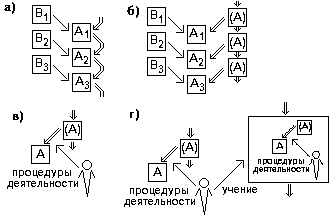 а)
б)
B1
A1
B2
A2
B3
A3
B1
(A)
A1
B2
(A)
A2
B3
(A)
A3
в)
(A)
A
процедуры
деятельности
г)
(A)
A
процедуры
деятельности
учение
(A)
A
процедуры
деятельности